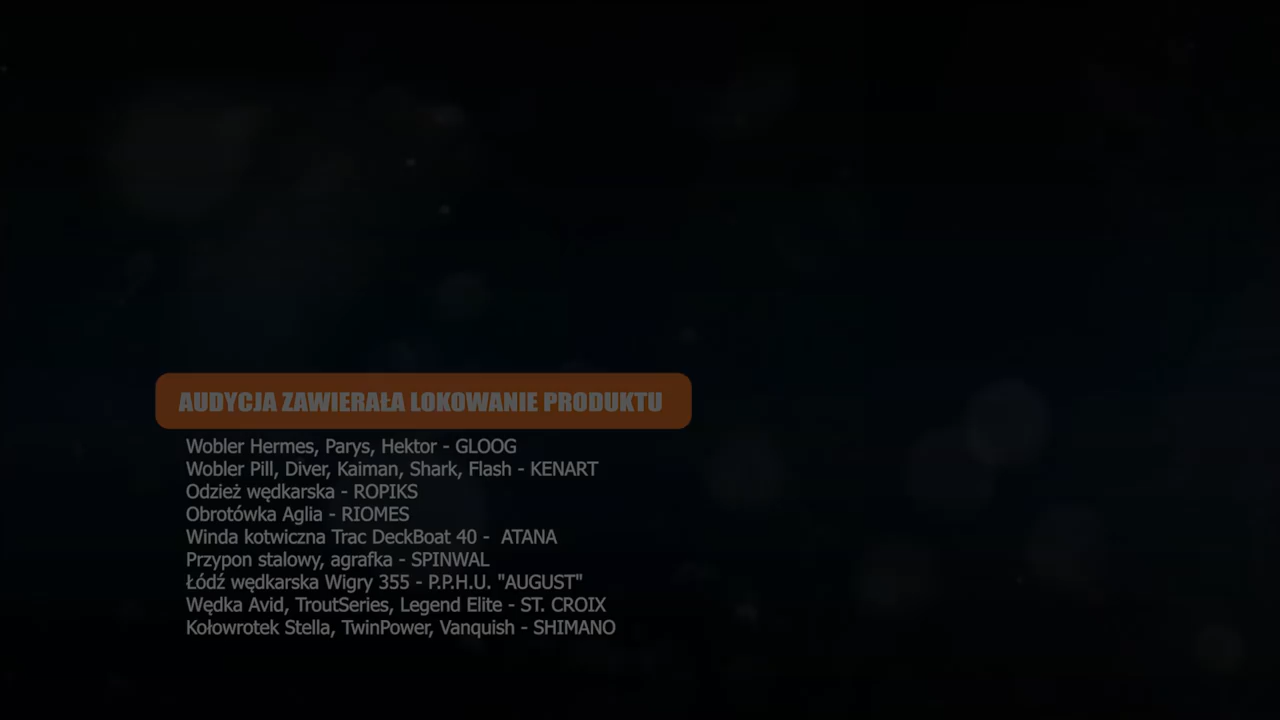 AUDYCJA ZAWIERAŁA LOKOWANIE PRODUKTU
Wobler Hermes, Parys, Hektor - GLOOG
Wobler Pill, Diver, Kaiman, Shark, Flash - KENART
Odzież wędkarska - ROPIKS
Obrotówka Aglia - RIOMES
Winda kotwiczna Trac DeckBoat 40 -  ATANA
Przypon stalowy, agrafka - SPINWAL
Łódź wędkarska Wigry 355 - P.P.H.U. "AUGUST"
Wędka Avid, TroutSeries, Legend Elite - ST. CROIX
Kołowrotek Stella, TwinPower, Vanquish - SHIMANO